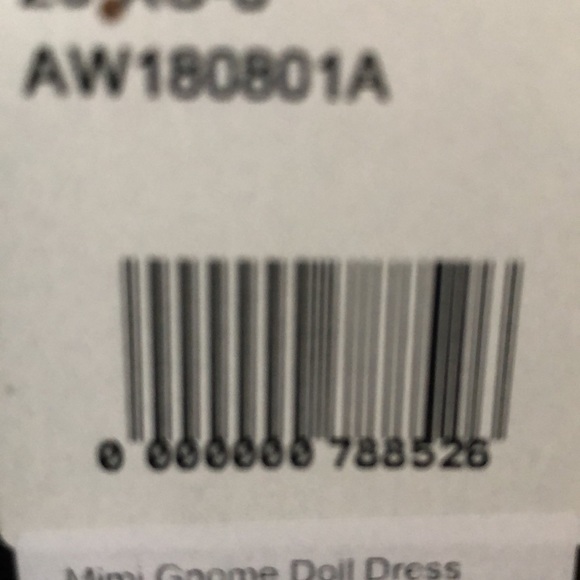 AW180801A
0 000000 788526
Mimi Gnome Doll Dress